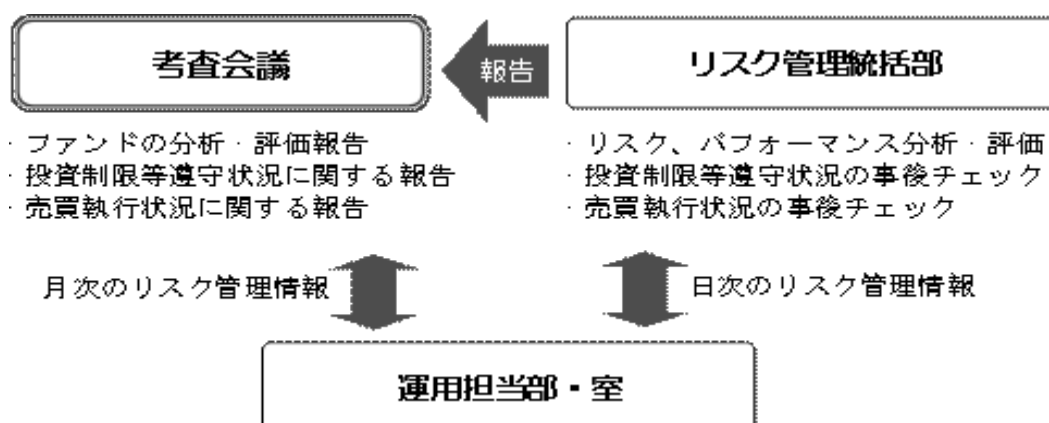 考査会議
報告
リスク管理統括部
· ファンドの分析・評価報告
· 投資制限等遵守状況に関する報告
· 売買執行状況に関する報告
· リスク、パフォーマンス分析・評価
· 投資制限等遵守状況の事後チェック
· 売買執行状況の事後チェック
月次のリスク管理情報
日次のリスク管理情報
運用担当部・室